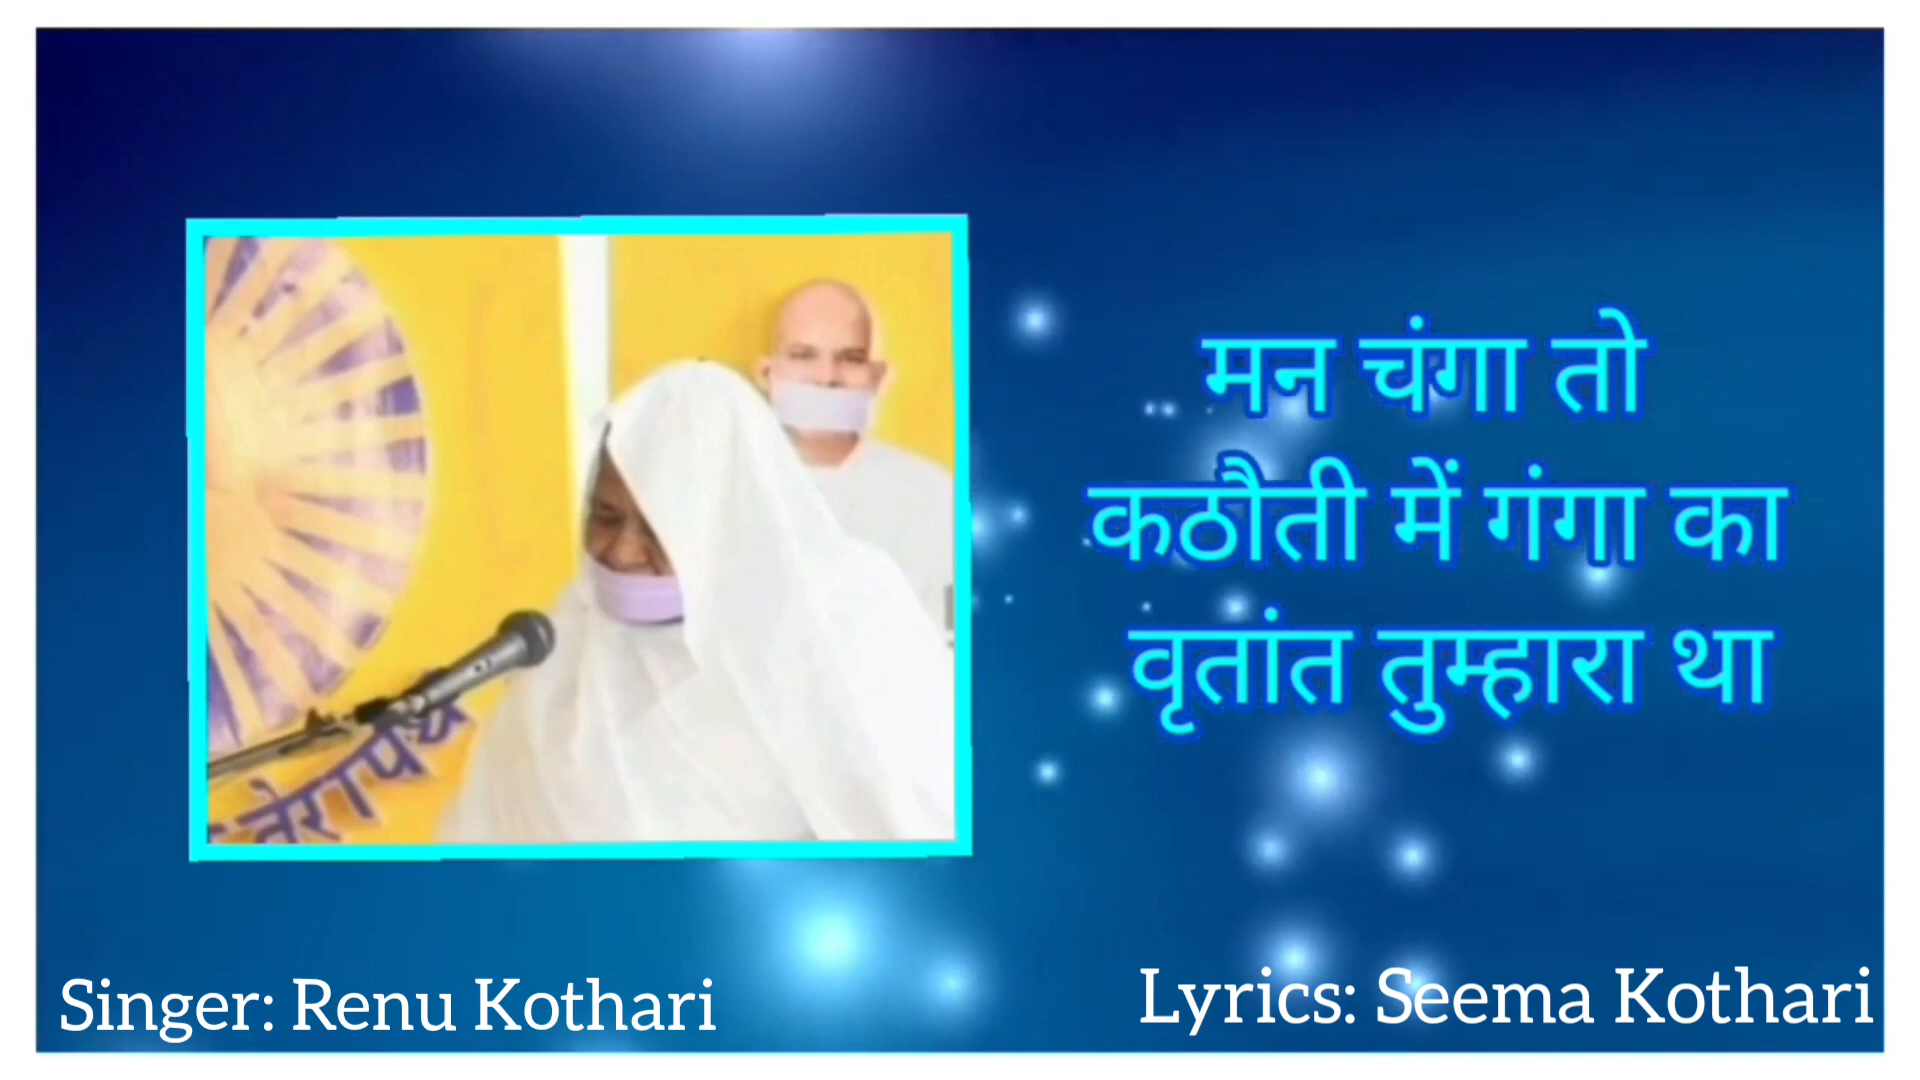 मन चंगा तो
कठौती में गंगा का
वृतांत तुम्हारा था
तेरापंथ
Singer: Renu Kothari
Lyrics: Seema Kothari